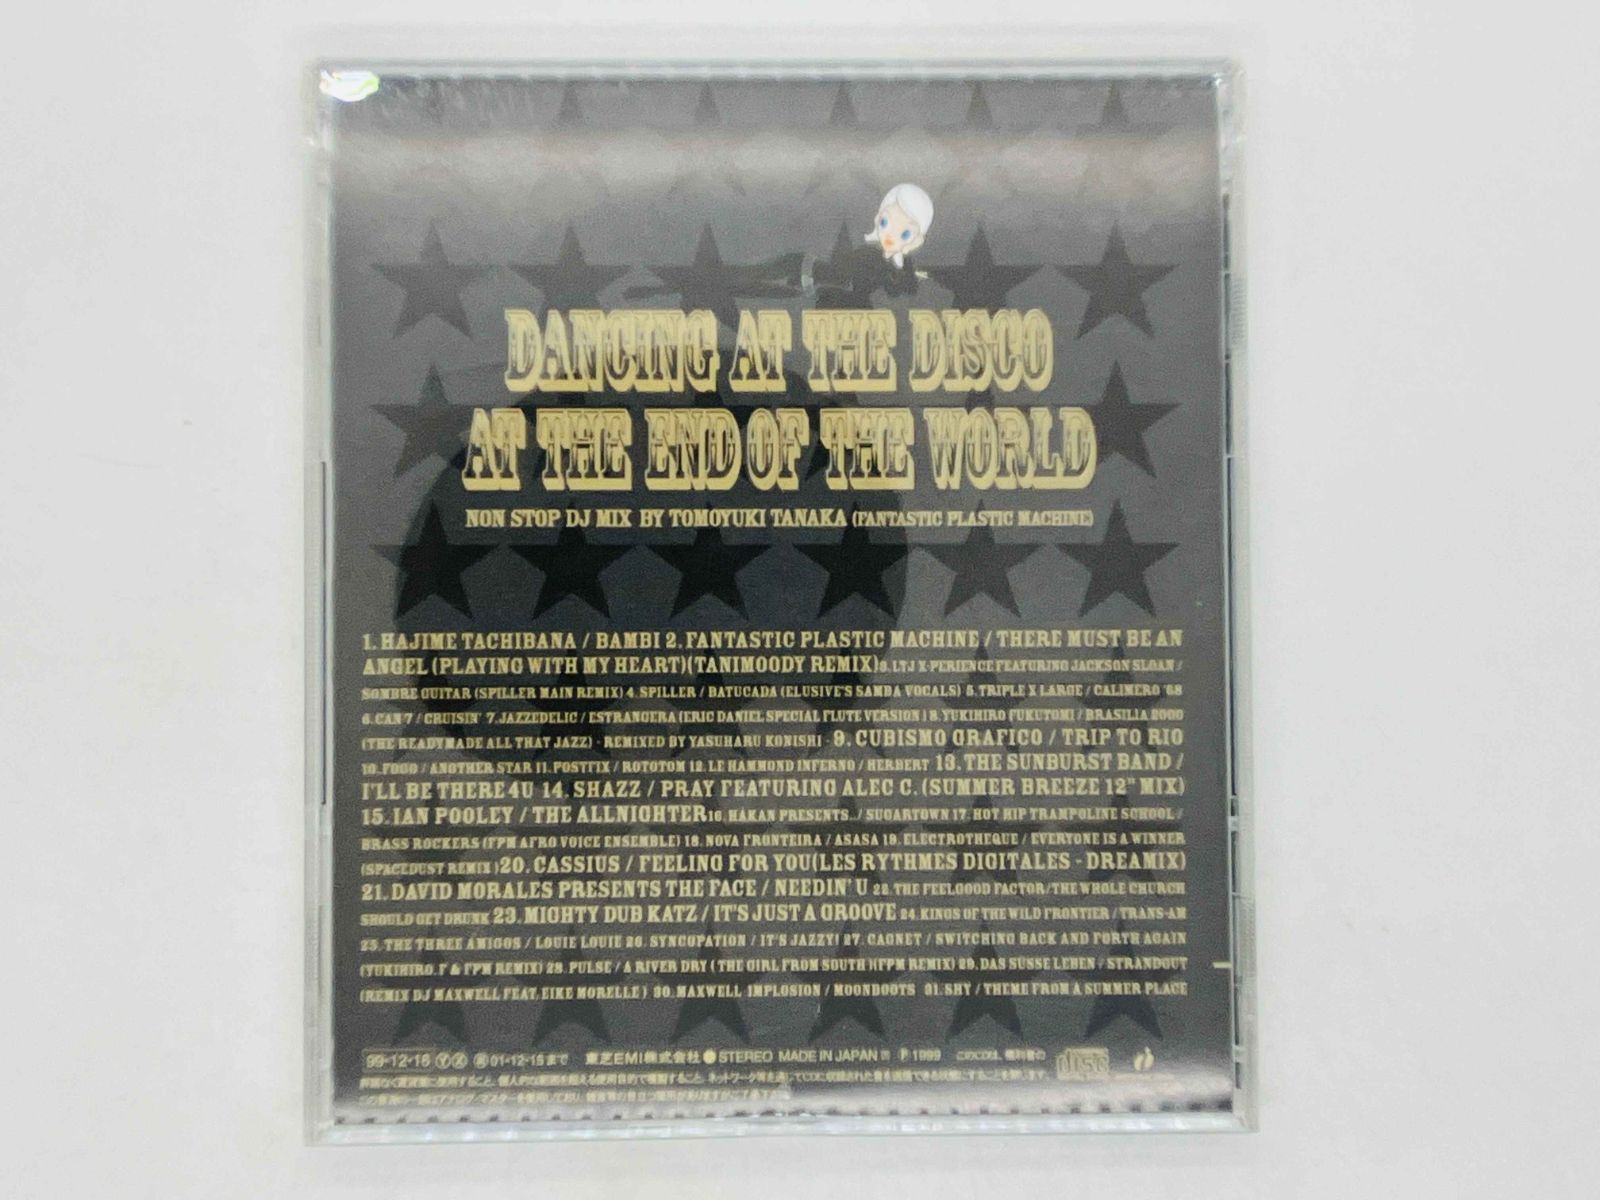 DANCING AT THE DISCO
AT THE END OF THE WORLD
NON STOP DJ MIX BY TOMOYUKI TANAKA (FANTASTIC PLASTIC MACHINE)
1. HAJIME TACHIBANA / BAMBI 2. FANTASTIC PLASTIC MACHINE / THERE MUST BE AN
ANGEL (PLAYING WITH MY HEART)(TANIMOODY REMIX) 3. LTJ X-PERIENCE FEATURING JACKSON SLOAN /
SOMBRE GUITAR (SPILLER MAIN REMIX) 4. SPILLER / BATUCADA (ELUSIVE'S SAMBA VOCALS) 5. TRIPLE X LARGE / CALIMERO '68
6. CAN 7 / CRUISIN' 7. JAZZEDELIC / ESTRANGERA (ERIC DANIEL SPECIAL FLUTE VERSION) 8. YUKIHIRO FUKUTOMI / BRASILIA 2000
(THE READYMADE ALL THAT JAZZ) - REMIXED BY YASUHARU KONISHI - 9. CUBISMO GRAFICO / TRIP TO RIO
10. FOGO / ANOTHER STAR 11. POSTFIX / ROTOTOM 12. LE HAMMOND INFERNO / HERBERT 13. THE SUNBURST BAND /
I'LL BE THERE 4U 14. SHAZZ / PRAY FEATURING ALEC C. (SUMMER BREEZE 12" MIX)
15. IAN POOLEY / THE ALLNIGHTER 16. HAKAN PRESENTS.. / SUGARTOWN 17. HOT HIP TRAMPOLINE SCHOOL /
BRASS ROCKERS (FPM AFRO VOICE ENSEMBLE) 18. NOVA FRONTEIRA / ASASA 19. ELECTROTHEQUE / EVERYONE IS A WINNER
(SPACEDUST REMIX) 20. CASSIUS / FEELING FOR YOU (LES RYTHMES DIGITALES - DREAMIX)
21. DAVID MORALES PRESENTS THE FACE / NEEDIN' U 22. THE FEELGOOD FACTOR / THE WHOLE CHURCH
SHOULD GET DRUNK 23. MIGHTY DUB KATZ / IT'S JUST A GROOVE 24. KINGS OF THE WILD FRONTIER / TRANS-AM
25. THE THREE AMIGOS / LOUIE LOUIE 26. SYNCOPATION / IT'S JAZZY! 27. CAGNET / SWITCHING BACK AND FORTH AGAIN
(YUKIHIRO.F & FPM REMIX) 28. PULSE / A RIVER DRY (THE GIRL FROM SOUTH)(FPM REMIX) 29. DAS SÜSSE LEBEN / STRANDGUT
(REMIX DJ MAXWELL FEAT. EIKE MORELLE) 30. MAXWELL IMPLOSION / MOONBOOTS 31. SHY / THEME FROM A SUMMER PLACE
99・12・16 Ⓨ Ⓧ 01・12・15まで 東芝EMI株式会社 STEREO MADE IN JAPAN Ⓟ 1999 disc